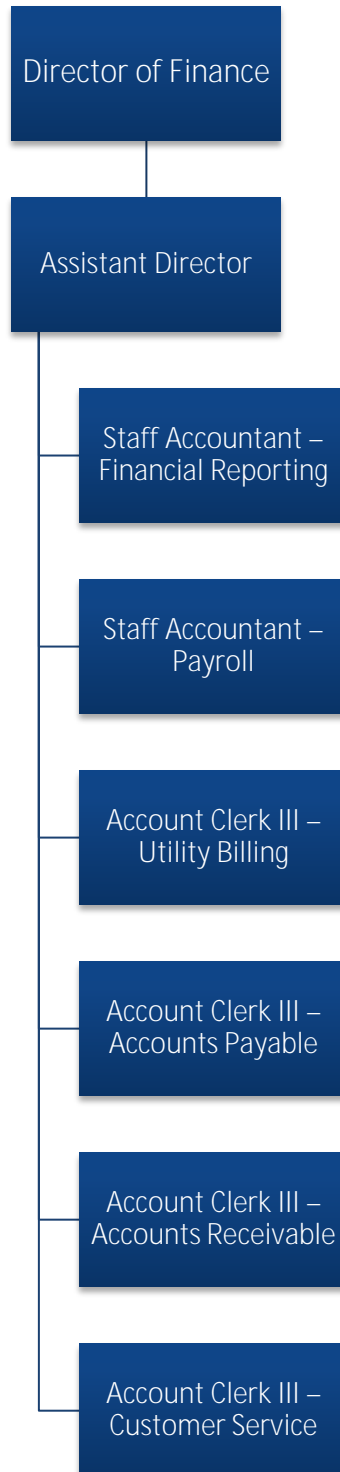 Director of Finance
Assistant Director
Staff Accountant –
Financial Reporting
Staff Accountant –
Payroll
Account Clerk III –
Utility Billing
Account Clerk III –
Accounts Payable
Account Clerk III –
Accounts Receivable
Account Clerk III –
Customer Service